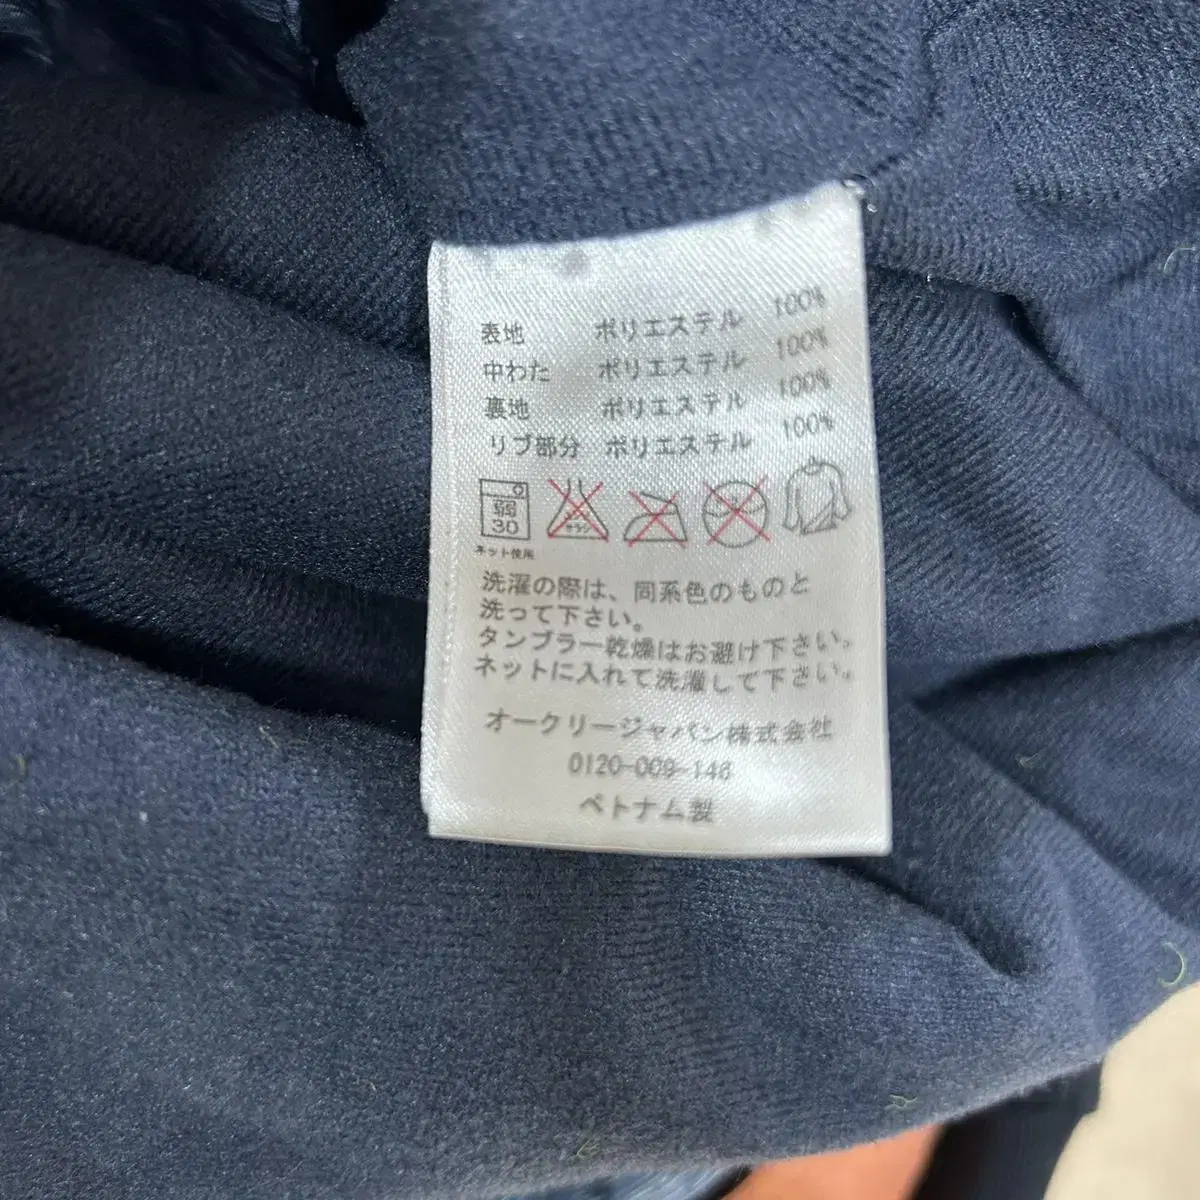 表地 ポリエステル 100%
中わた ポリエステル 100%
裏地 ポリエステル 100%
リブ部分 ポリエステル 100%
弱
30
ネット使用
洗濯の際は、同系色のものと
洗って下さい。
タンブラー乾燥はお避け下さい。
ネットに入れて洗濯して下さい。
オークリージャパン株式会社
0120-009-146
ベトナム製